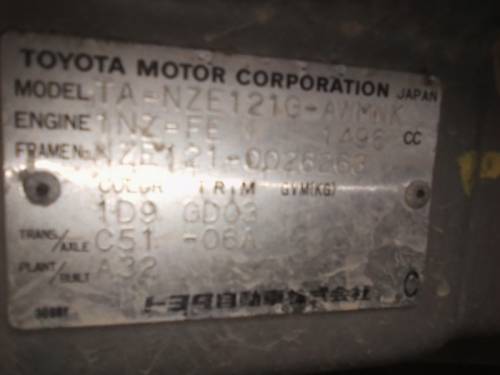 TOYOTA MOTOR CORPORATION JAPAN
MODEL TA-NZE121G-AWMNK
ENGINE 1NZ-FE 1496 CC
FRAME No. NZE121-0026363
COLOR TRIM GVM(KG)
1D9 GD03
TRANS/AXLE C51 -06A
PLANT/BUILT A32
トヨタ自動車株式会社 C